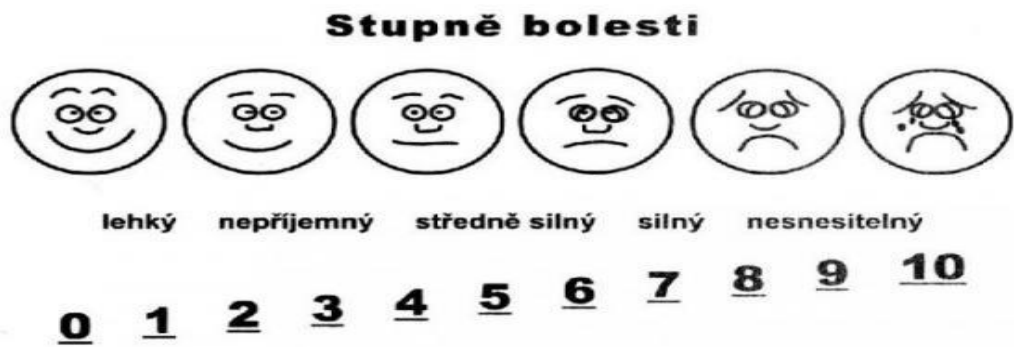 Stupně bolesti
lehký nepříjemný středně silný silný nesnesitelný
0 1 2 3 4 5 6 7 8 9 10